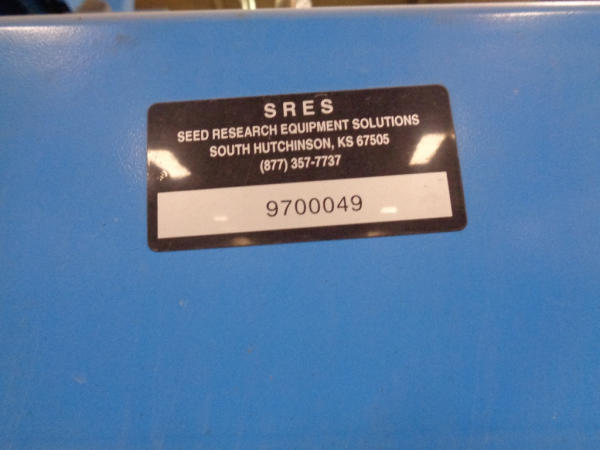 SRES
SEED RESEARCH EQUIPMENT SOLUTIONS
SOUTH HUTCHINSON, KS 67505
(877) 357-7737
9700049